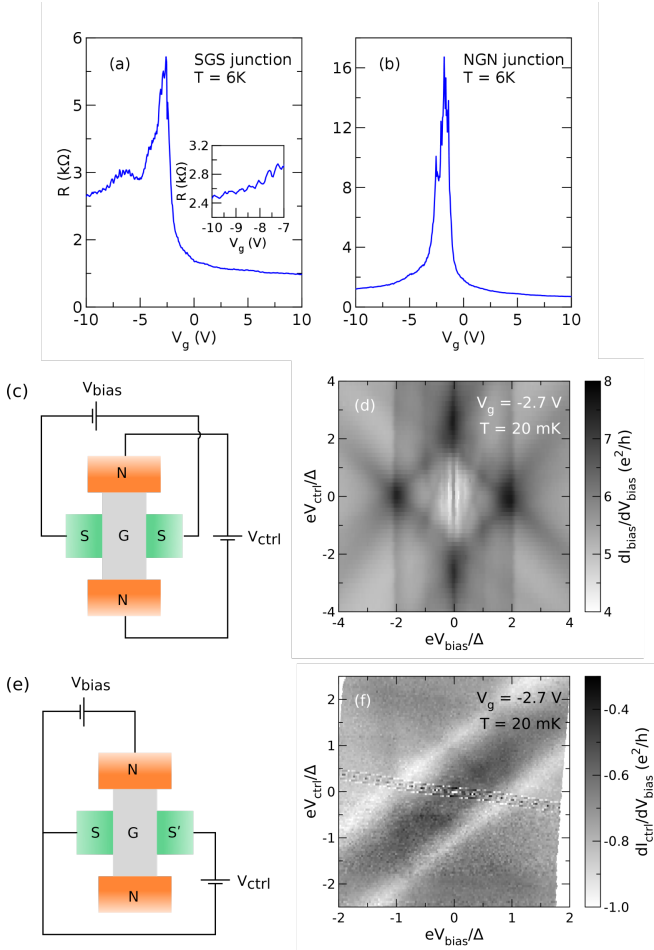 (a)
SGS junction
T = 6K
R (kΩ)
6
5
3
2
0
-10
-5
0
5
10
V_g (V)
R (kΩ)
3.2
2.8
2.4
-10
-9
-8
-7
V_g (V)
(b)
NGN junction
T = 6K
16
12
8
4
0
-10
-5
0
5
10
V_g (V)
(c)
V_bias
N
S
G
S
N
V_ctrl
(d)
V_g = -2.7 V
T = 20 mK
eV_ctrl/Δ
4
2
0
-2
-4
-4
-2
0
2
4
eV_bias/Δ
8
7
6
5
4
dI_bias/dV_bias (e²/h)
(e)
V_bias
N
S
G
S′
N
V_ctrl
(f)
V_g = -2.7 V
T = 20 mK
eV_ctrl/Δ
2
1
0
-1
-2
-2
-1
0
1
2
eV_bias/Δ
-0.4
-0.6
-0.8
-1.0
dI_ctrl/dV_bias (e²/h)